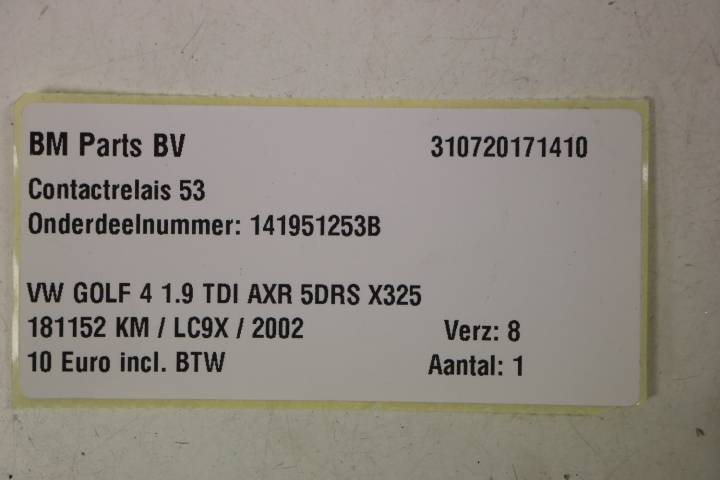 BM Parts BV 310720171410
Contactrelais 53
Onderdeelnummer: 141951253B
VW GOLF 4 1.9 TDI AXR 5DRS X325
181152 KM / LC9X / 2002 Verz: 8
10 Euro incl. BTW Aantal: 1